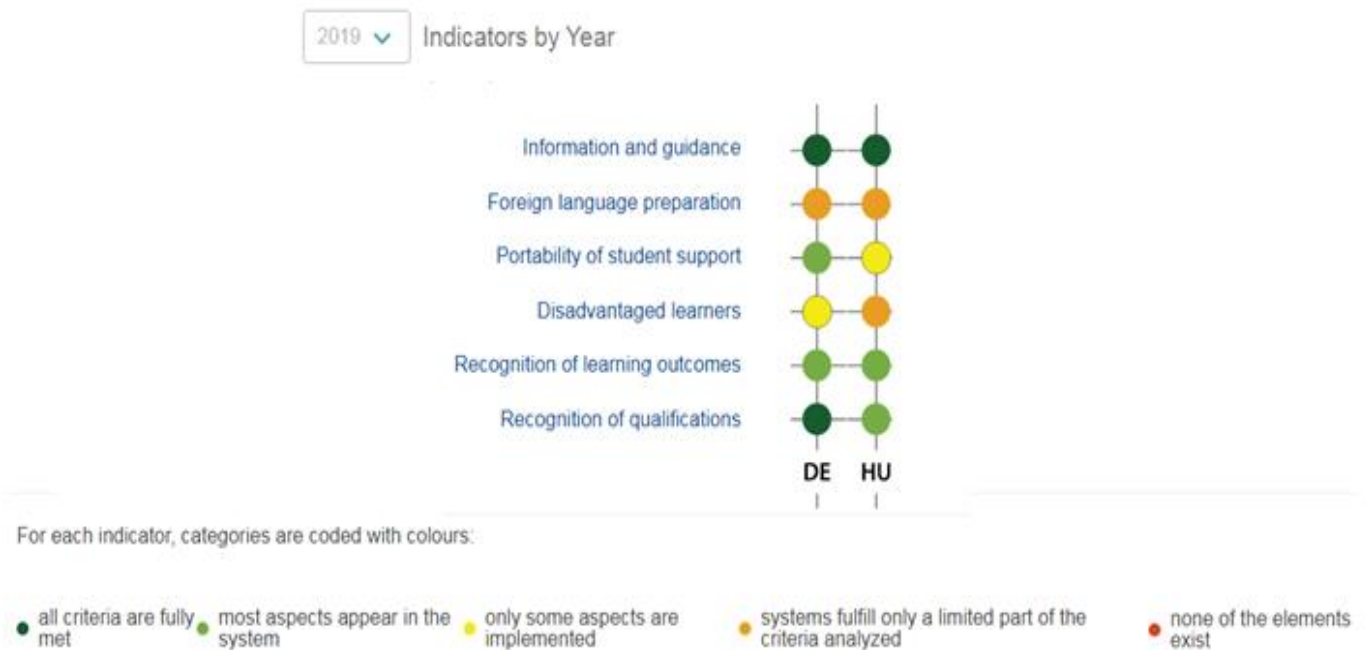 2019 Indicators by Year
Information and guidance
Foreign language preparation
Portability of student support
Disadvantaged learners
Recognition of learning outcomes
Recognition of qualifications
DE HU
For each indicator, categories are coded with colours:
all criteria are fully met
most aspects appear in the system
only some aspects are implemented
systems fulfill only a limited part of the criteria analyzed
none of the elements exist